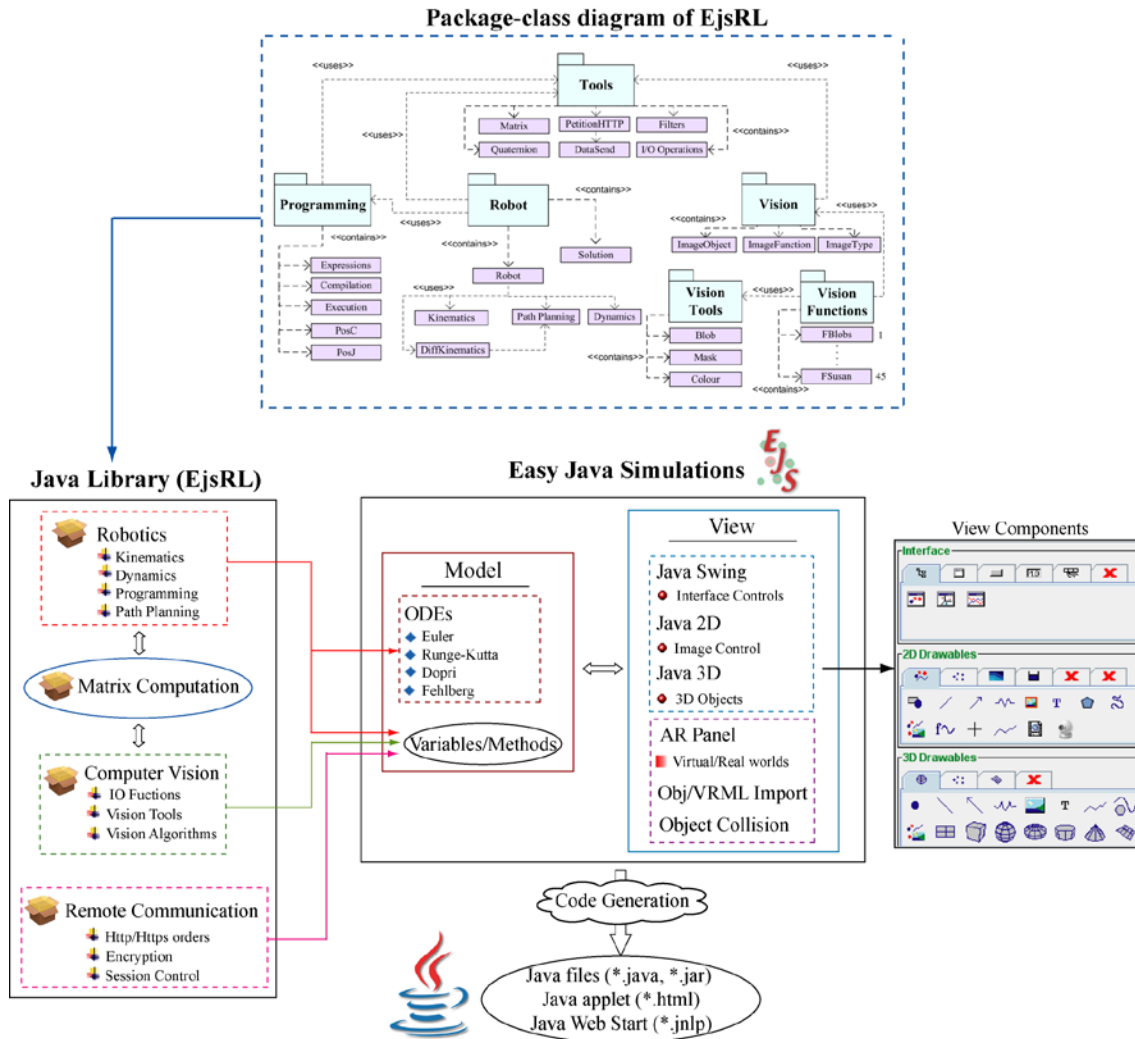 Package-class diagram of EjsRL
<<uses>>
<<uses>>
Tools
<<uses>>
Matrix
PetitionHTTP
Filters
<<contains>>
Quaternion
DataSend
I/O Operations
Programming
Robot
<<contains>>
Vision
<<uses>>
<<uses>>
<<contains>>
<<contains>>
<<contains>>
ImageObject
ImageFunction
ImageType
Solution
Expressions
Compilation
Execution
PosC
PosJ
Robot
<<uses>>
Kinematics
Path Planning
Dynamics
DiffKinematics
Vision
Tools
<<uses>>
Vision
Functions
Blob
Mask
Colour
<<contains>>
FBlobs
1
FSusan
45
<<contains>>
Java Library (EjsRL)
Robotics
Kinematics
Dynamics
Programming
Path Planning
Matrix Computation
Computer Vision
IO Fuctions
Vision Tools
Vision Algorithms
Remote Communication
Http/Https orders
Encryption
Session Control
Easy Java Simulations
EJS
Model
ODEs
Euler
Runge-Kutta
Dopri
Fehlberg
Variables/Methods
View
Java Swing
Interface Controls
Java 2D
Image Control
Java 3D
3D Objects
AR Panel
Virtual/Real worlds
Obj/VRML Import
Object Collision
View Components
Interface
2D Drawables
T
3D Drawables
T
Code Generation
Java files (*.java, *.jar)
Java applet (*.html)
Java Web Start (*.jnlp)